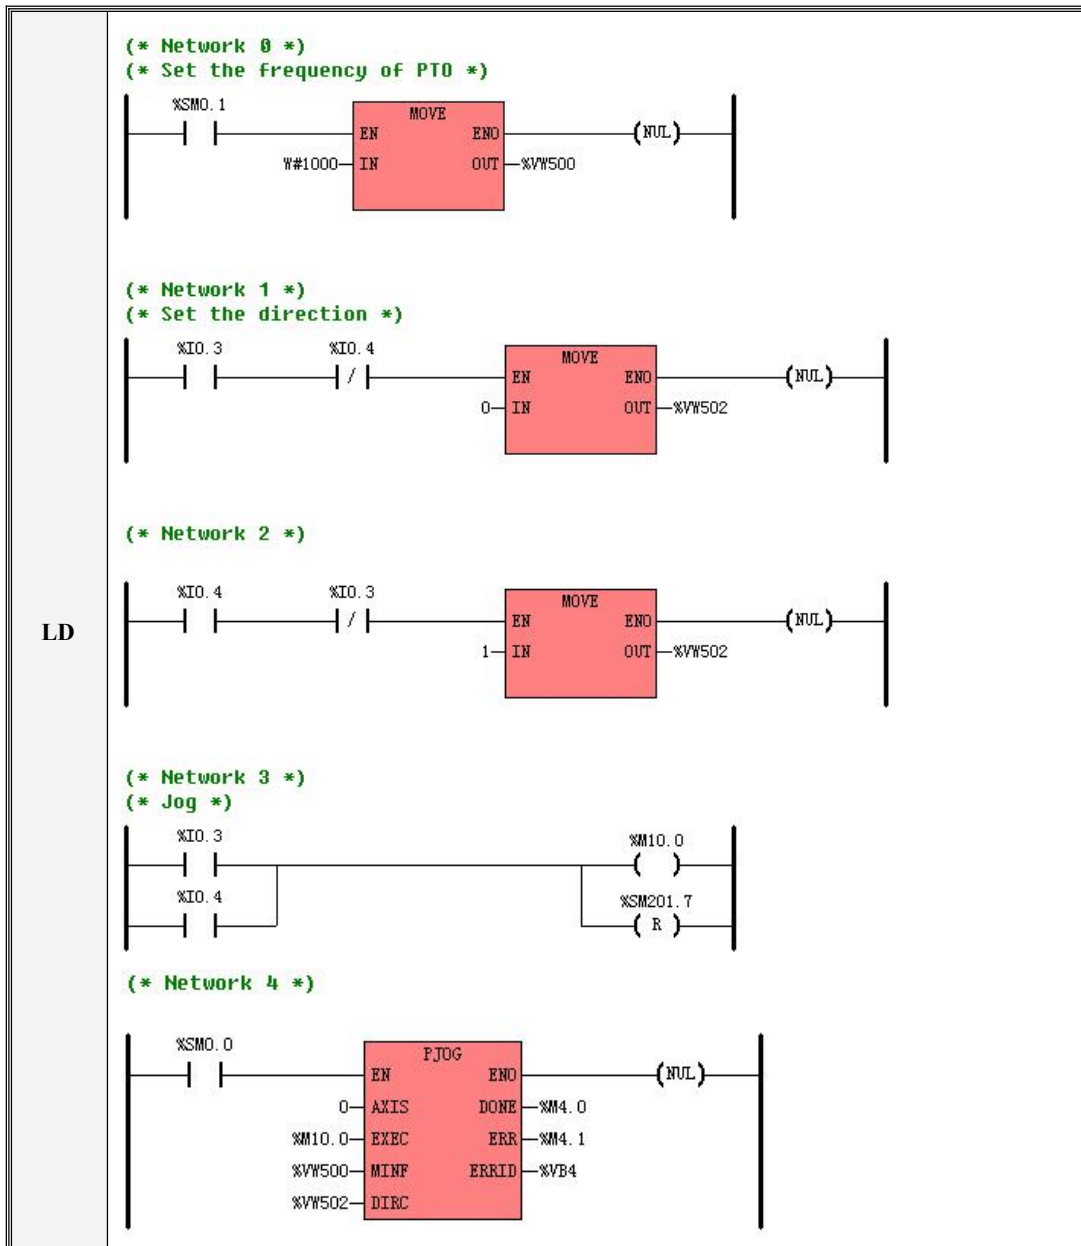 (* Network 0 *)
(* Set the frequency of PTO *)
%SM0.1
MOVE
EN ENO
(NUL)
W#1000 IN OUT %VW500
(* Network 1 *)
(* Set the direction *)
%I0.3 %I0.4
MOVE
/
EN ENO
(NUL)
0 IN OUT %VW502
(* Network 2 *)
%I0.4 %I0.3
MOVE
LD
/
EN ENO
(NUL)
1 IN OUT %VW502
(* Network 3 *)
(* Jog *)
%I0.3 %M10.0
( )
%I0.4 %SM201.7
( R )
(* Network 4 *)
%SM0.0
PJOG
EN ENO
(NUL)
0 AXIS DONE %M4.0
%M10.0 EXEC ERR %M4.1
%VW500 MINF ERRID %VB4
%VW502 DIRC